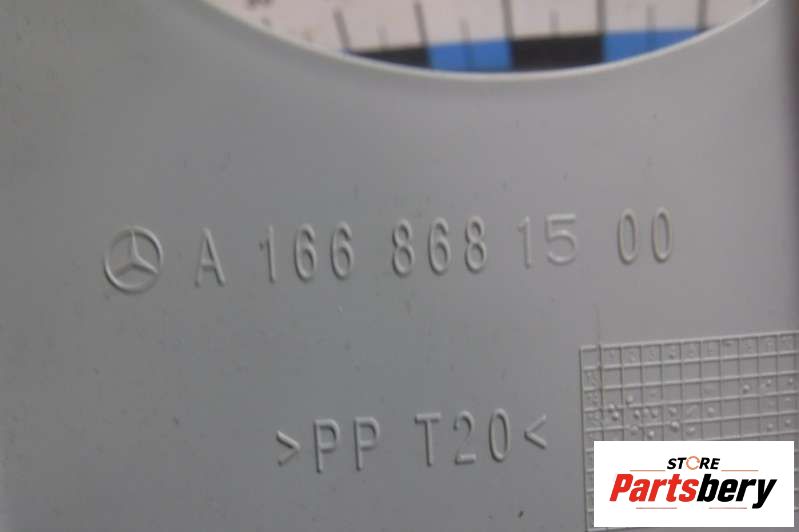 A 166 868 15 00
>PP T20<
STORE
Partsbery